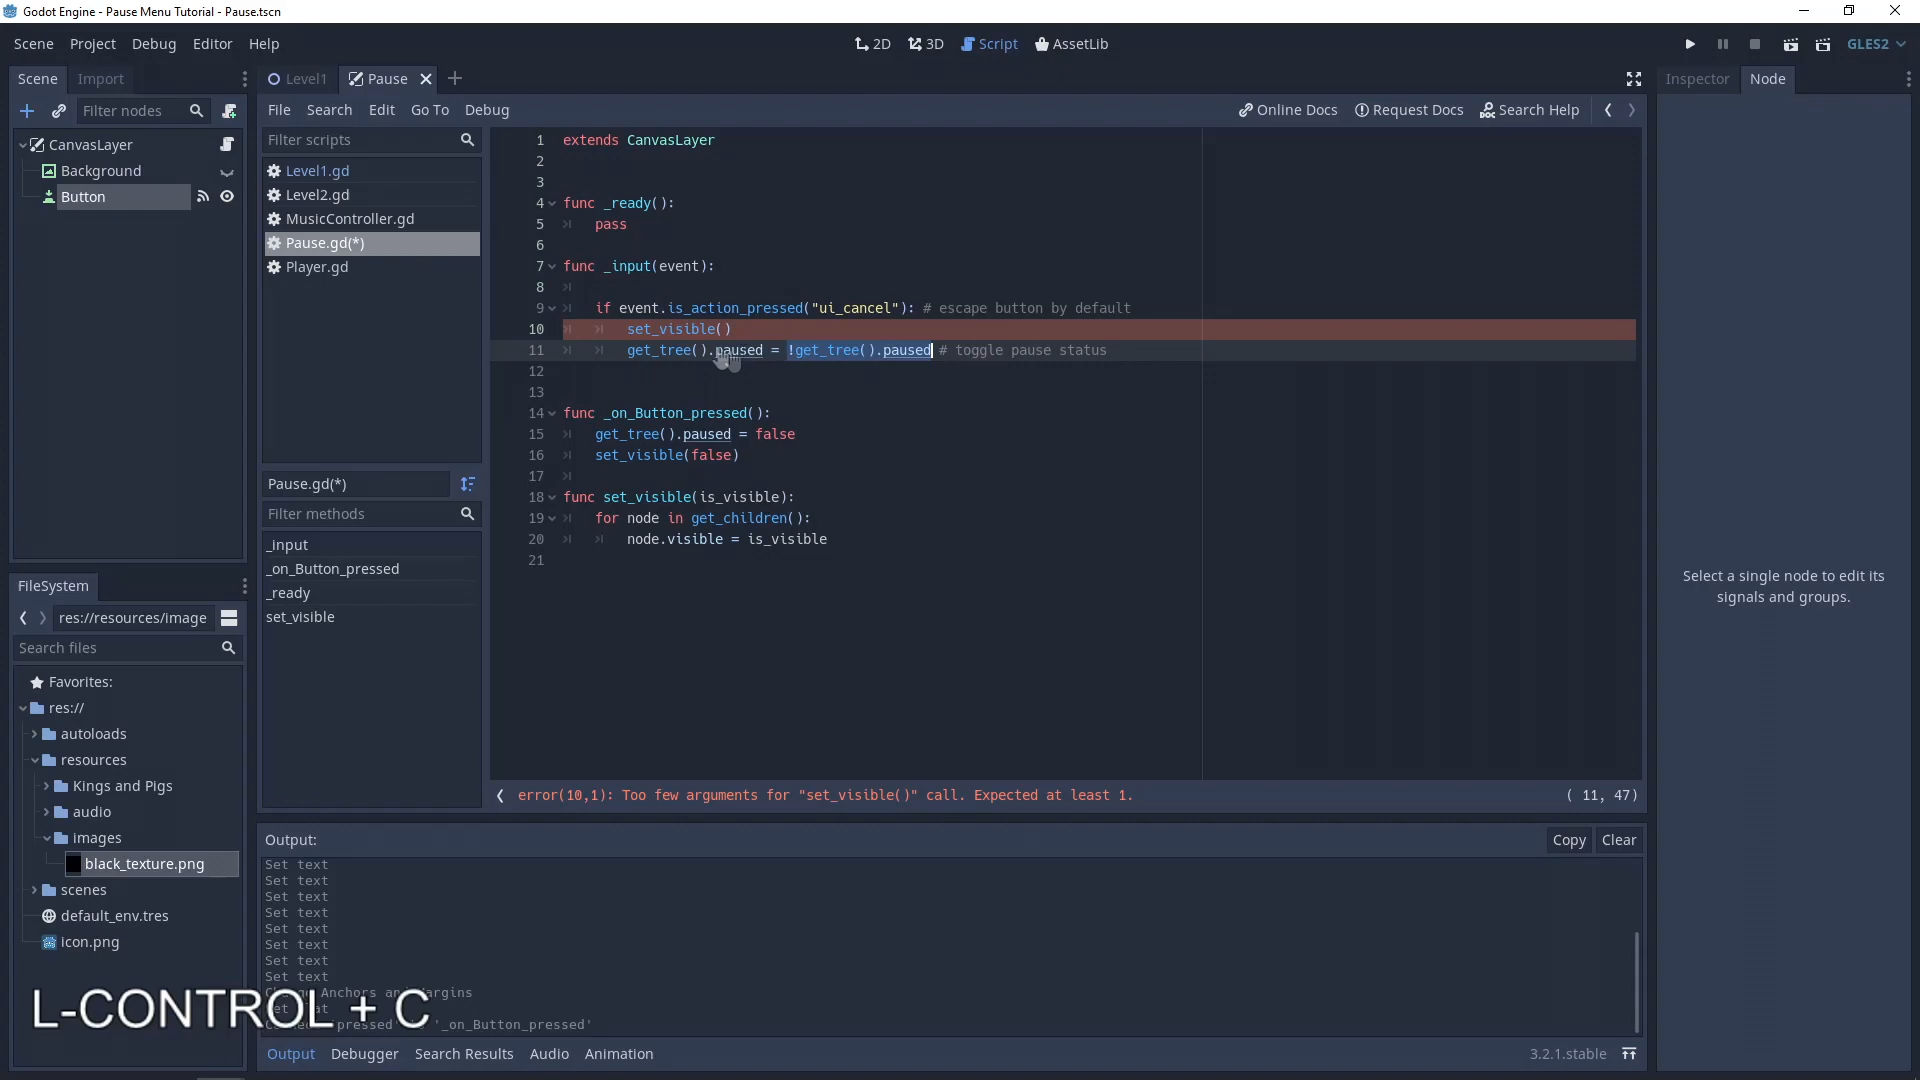 Godot Engine - Pause Menu Tutorial - Pause.tscn
Scene Project Debug Editor Help
2D 3D Script AssetLib
GLES2
Scene Import
Level1 Pause
Inspector Node
Filter nodes
File Search Edit Go To Debug
Online Docs Request Docs Search Help
CanvasLayer
Background
Button
Filter scripts
Level1.gd
Level2.gd
MusicController.gd
Pause.gd(*)
Player.gd
Pause.gd(*)
Filter methods
_input
_on_Button_pressed
_ready
set_visible
1 extends CanvasLayer
2
3
4 func _ready():
5 pass
6
7 func _input(event):
8
9 if event.is_action_pressed("ui_cancel"): # escape button by default
10 set_visible()
11 get_tree().paused = !get_tree().paused # toggle pause status
12
13
14 func _on_Button_pressed():
15 get_tree().paused = false
16 set_visible(false)
17
18 func set_visible(is_visible):
19 for node in get_children():
20 node.visible = is_visible
21
error(10,1): Too few arguments for "set_visible()" call. Expected at least 1.
( 11, 47)
Select a single node to edit its
signals and groups.
FileSystem
res://resources/image
Search files
Favorites:
res://
autoloads
resources
Kings and Pigs
audio
images
black_texture.png
scenes
default_env.tres
icon.png
Output:
Copy Clear
Set text
Set text
Set text
Set text
Set text
Set text
Set text
Set text
Anchors and Margins
'_on_Button_pressed'
L-CONTROL + C
Output Debugger Search Results Audio Animation
3.2.1.stable